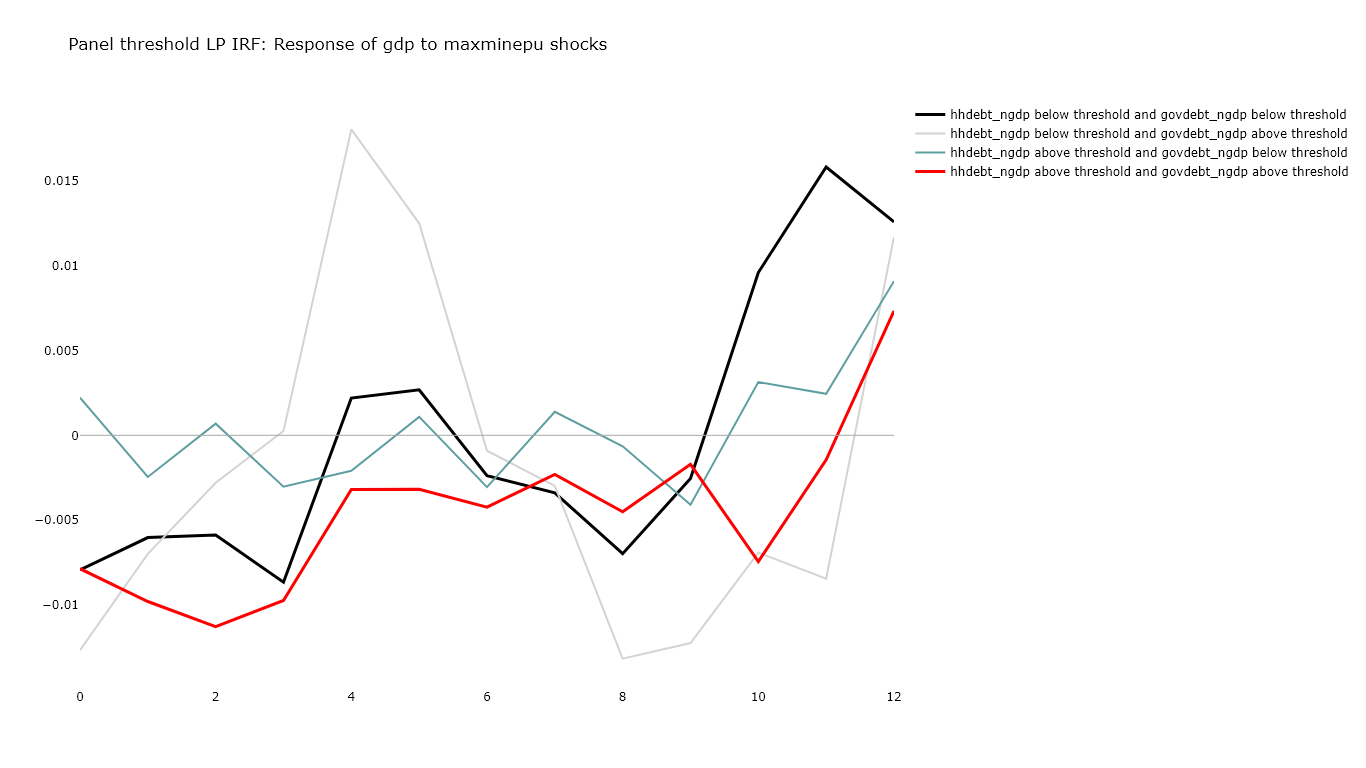 Panel threshold LP IRF: Response of gdp to maxminepu shocks
hhdebt_ngdp below threshold and govdebt_ngdp below threshold
hhdebt_ngdp below threshold and govdebt_ngdp above threshold
hhdebt_ngdp above threshold and govdebt_ngdp below threshold
hhdebt_ngdp above threshold and govdebt_ngdp above threshold
0.015
0.01
0.005
0
−0.005
−0.01
0 2 4 6 8 10 12